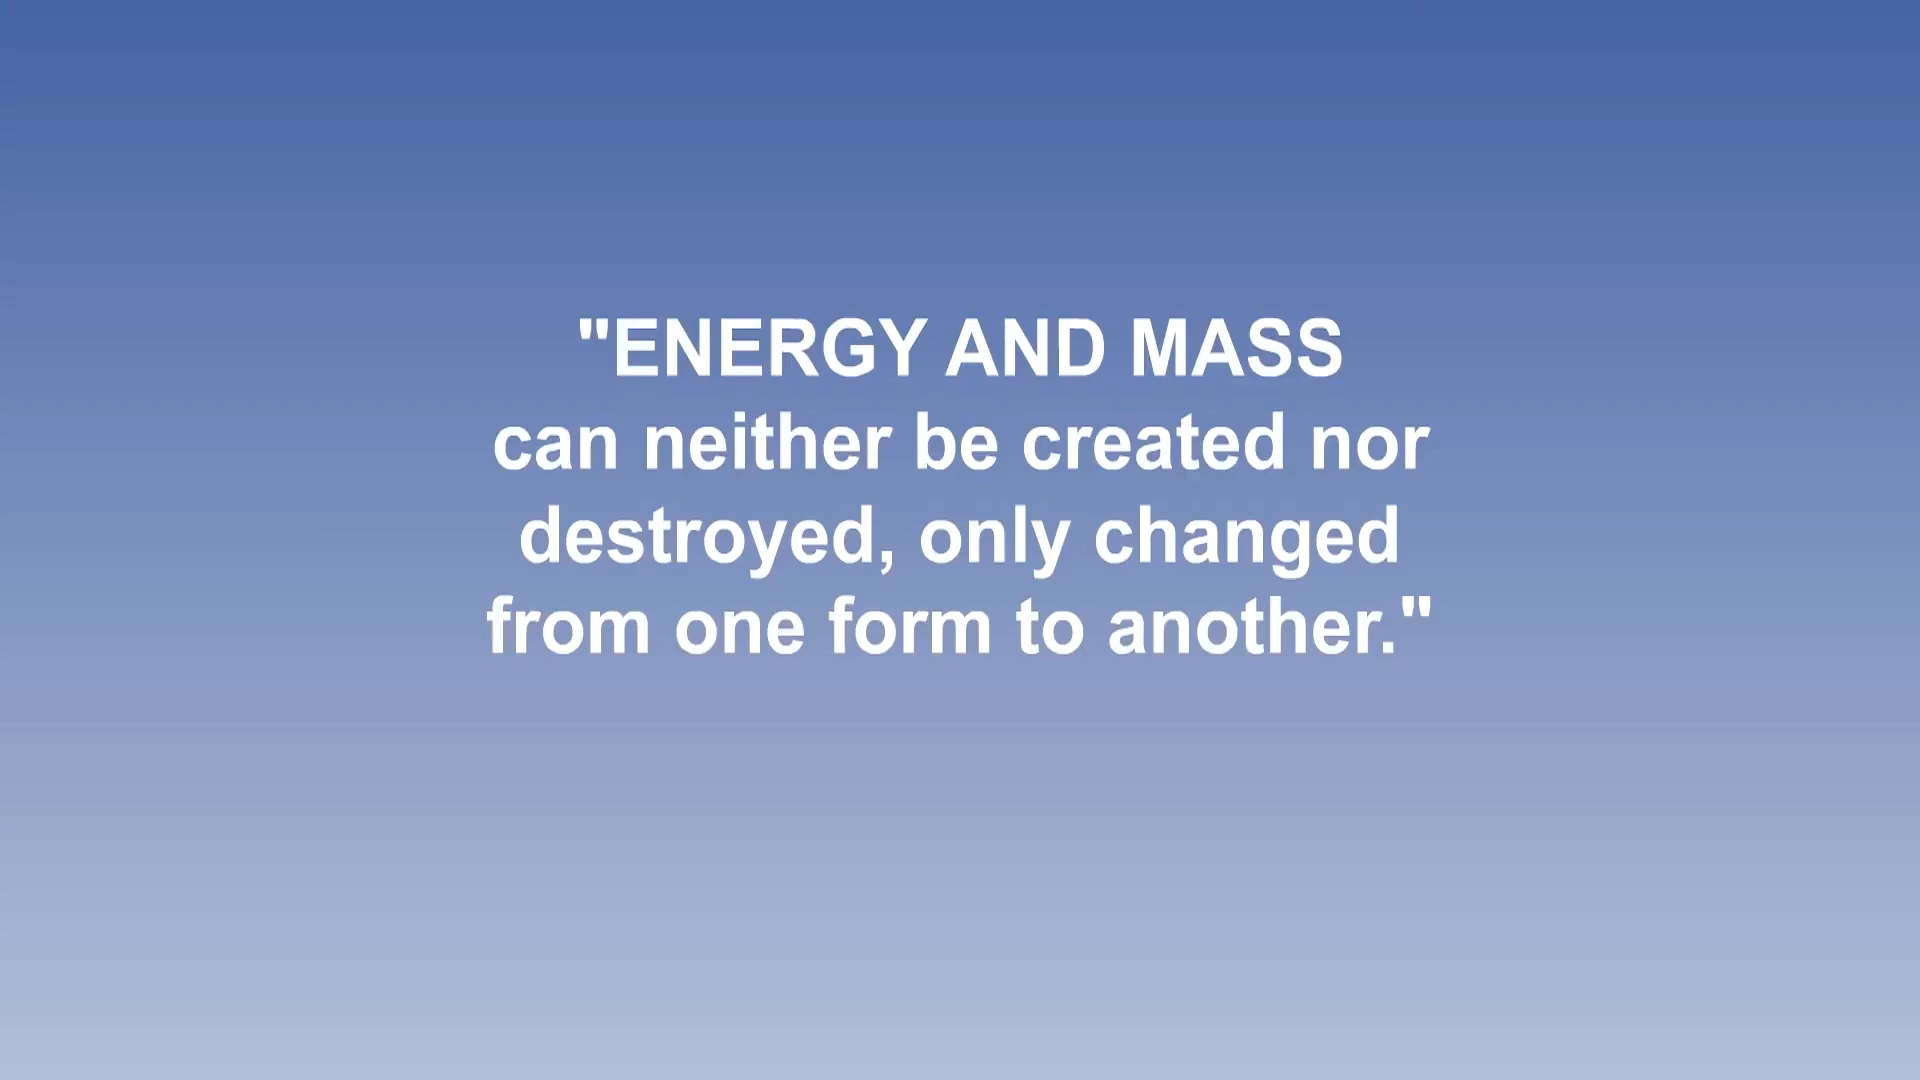 "ENERGY AND MASS
can neither be created nor
destroyed, only changed
from one form to another."